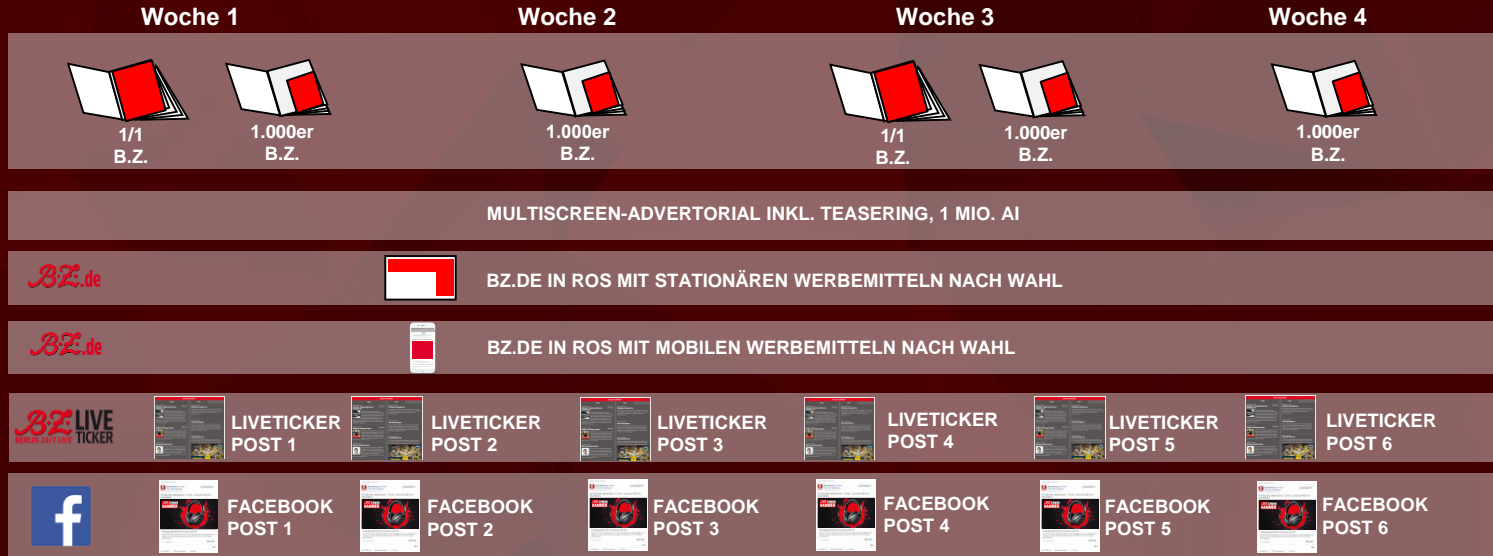 Woche 1
Woche 2
Woche 3
Woche 4
1/1
B.Z.
1.000er
B.Z.
1.000er
B.Z.
1/1
B.Z.
1.000er
B.Z.
1.000er
B.Z.
MULTISCREEN-ADVERTORIAL INKL. TEASERING, 1 MIO. AI
B.Z.de
BZ.DE IN ROS MIT STATIONÄREN WERBEMITTELN NACH WAHL
B.Z.de
BZ.DE IN ROS MIT MOBILEN WERBEMITTELN NACH WAHL
B.Z. LIVE
TICKER
BERLIN 24/7 LIVE
LIVETICKER
POST 1
LIVETICKER
POST 2
LIVETICKER
POST 3
LIVETICKER
POST 4
LIVETICKER
POST 5
LIVETICKER
POST 6
f
FACEBOOK
POST 1
FACEBOOK
POST 2
FACEBOOK
POST 3
FACEBOOK
POST 4
FACEBOOK
POST 5
FACEBOOK
POST 6